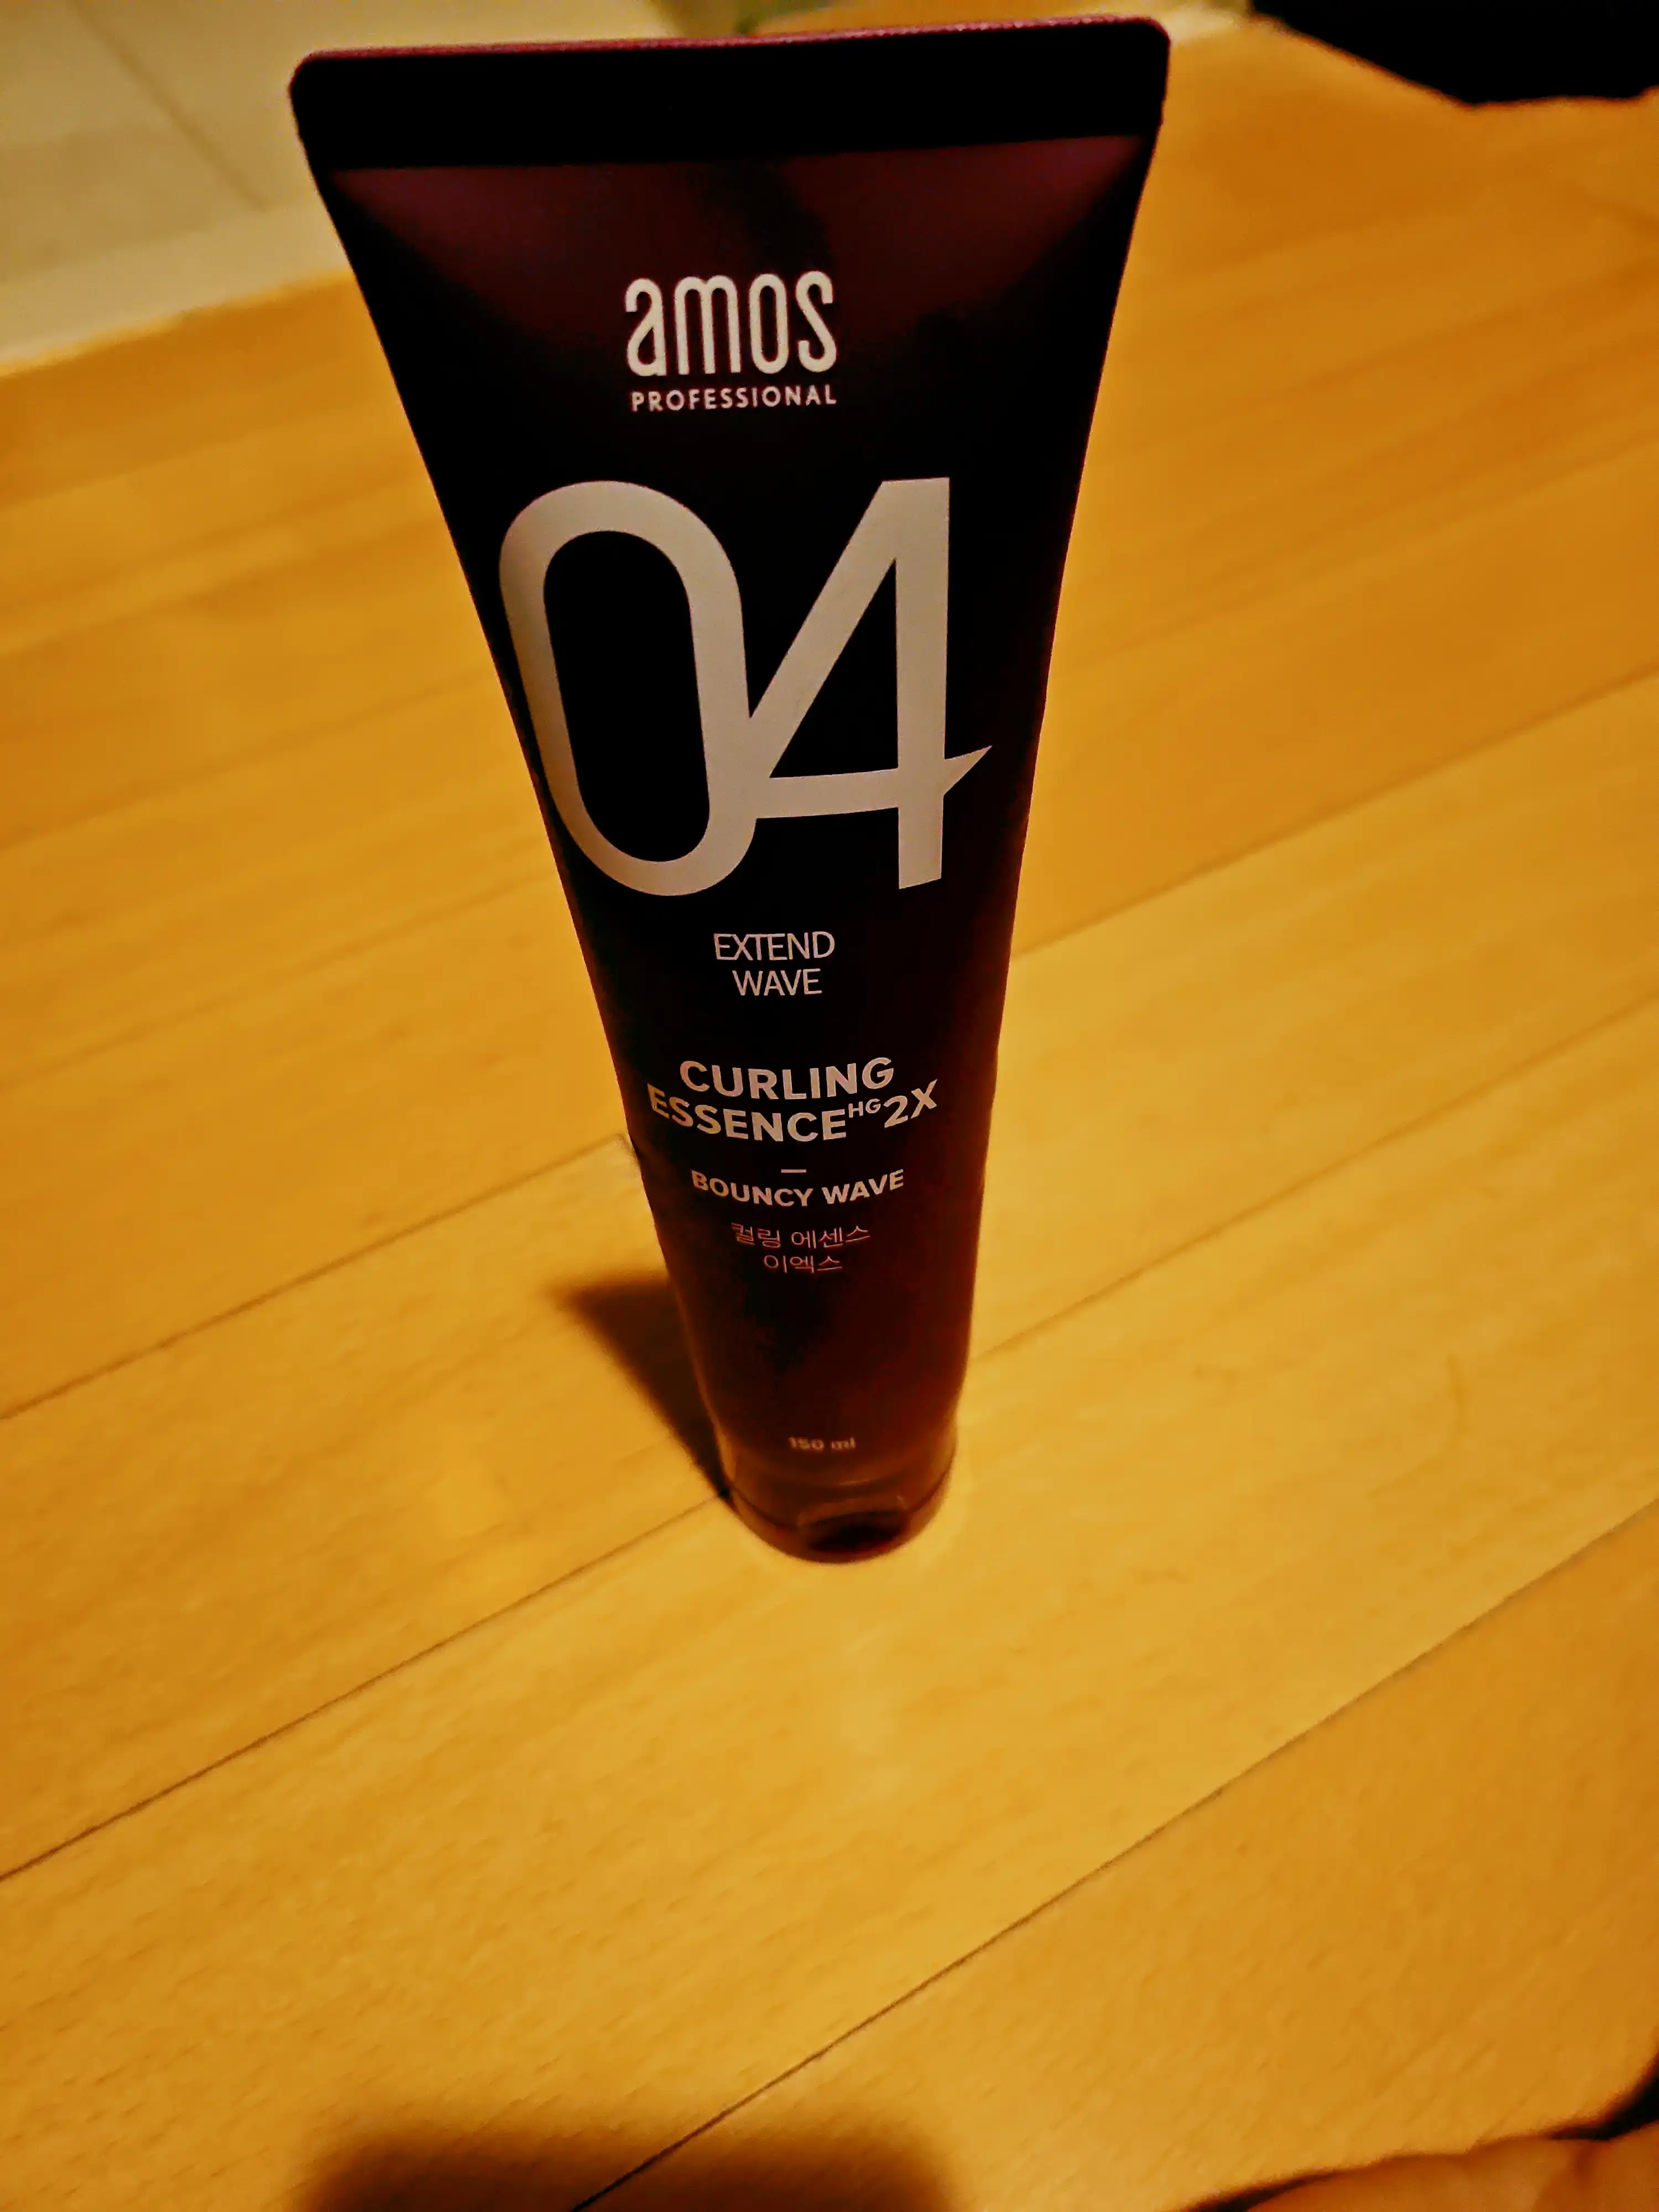 amos
PROFESSIONAL
04
EXTEND
WAVE
CURLING
ESSENCE HG 2X
BOUNCY WAVE
컬링 에센스
이엑스
150 ml